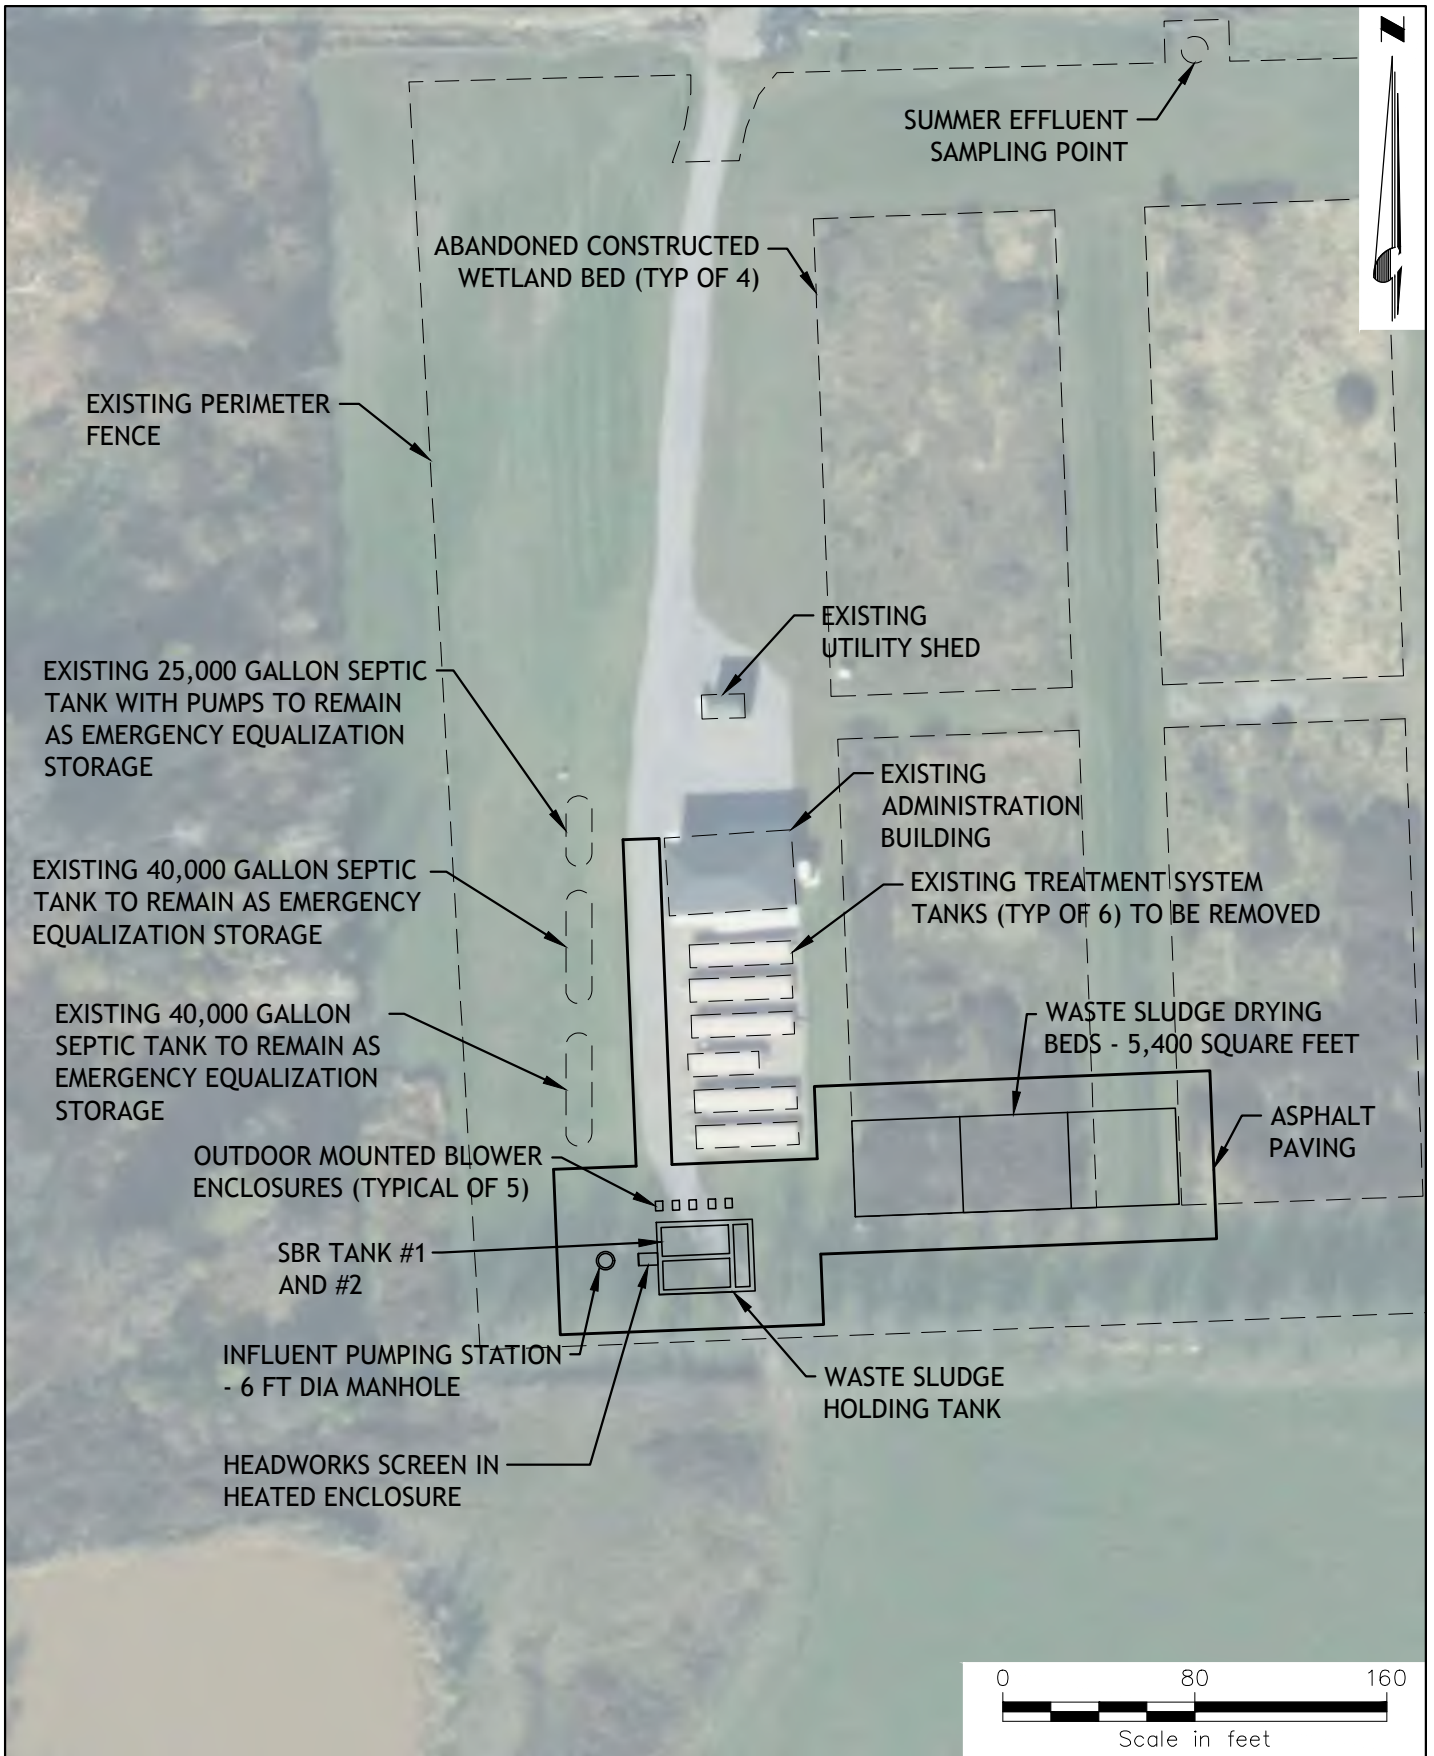 N
SUMMER EFFLUENT
SAMPLING POINT
ABANDONED CONSTRUCTED
WETLAND BED (TYP OF 4)
EXISTING PERIMETER
FENCE
EXISTING
UTILITY SHED
EXISTING 25,000 GALLON SEPTIC
TANK WITH PUMPS TO REMAIN
AS EMERGENCY EQUALIZATION
STORAGE
EXISTING
ADMINISTRATION
BUILDING
EXISTING 40,000 GALLON SEPTIC
TANK TO REMAIN AS EMERGENCY
EQUALIZATION STORAGE
EXISTING TREATMENT SYSTEM
TANKS (TYP OF 6) TO BE REMOVED
EXISTING 40,000 GALLON
SEPTIC TANK TO REMAIN AS
EMERGENCY EQUALIZATION
STORAGE
WASTE SLUDGE DRYING
BEDS - 5,400 SQUARE FEET
ASPHALT
PAVING
OUTDOOR MOUNTED BLOWER
ENCLOSURES (TYPICAL OF 5)
SBR TANK #1
AND #2
INFLUENT PUMPING STATION
- 6 FT DIA MANHOLE
WASTE SLUDGE
HOLDING TANK
HEADWORKS SCREEN IN
HEATED ENCLOSURE
0 80 160
Scale in feet